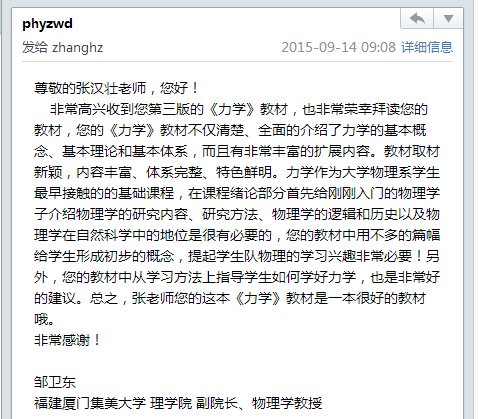 phyzwd
发给 zhanghz 2015-09-14 09:08 详细信息
尊敬的张汉壮老师，您好！
非常高兴收到您第三版的《力学》教材，也非常荣幸拜读您的
教材，您的《力学》教材不仅清楚、全面的介绍了力学的基本概
念、基本理论和基本体系，而且有非常丰富的扩展内容。教材取材
新颖，内容丰富、体系完整、特色鲜明。力学作为大学物理系学生
最早接触的的基础课程，在课程绪论部分首先给刚刚入门的物理学
子介绍物理学的研究内容、研究方法、物理学的逻辑和历史以及物
理学在自然科学中的地位是很有必要的，您的教材中用不多的篇幅
给学生形成初步的概念，提起学生队物理的学习兴趣非常必要！另
外，您的教材中从学习方法上指导学生如何学好力学，也是非常好
的建议。总之，张老师您的这本《力学》教材是一本很好的教材
哦。
非常感谢！
邹卫东
福建厦门集美大学 理学院 副院长、物理学教授